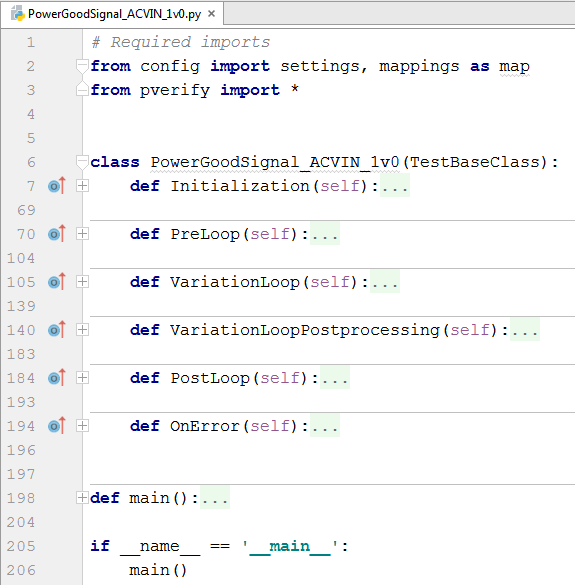 PowerGoodSignal_ACVIN_1v0.py ×
1 # Required imports
2 from config import settings, mappings as map
3 from pverify import *
4
5
6 class PowerGoodSignal_ACVIN_1v0(TestBaseClass):
7 def Initialization(self):...
69
70 def PreLoop(self):...
104
105 def VariationLoop(self):...
139
140 def VariationLoopPostprocessing(self):...
183
184 def PostLoop(self):...
193
194 def OnError(self):...
196
197
198 def main():...
204
205 if __name__ == '__main__':
206 main()